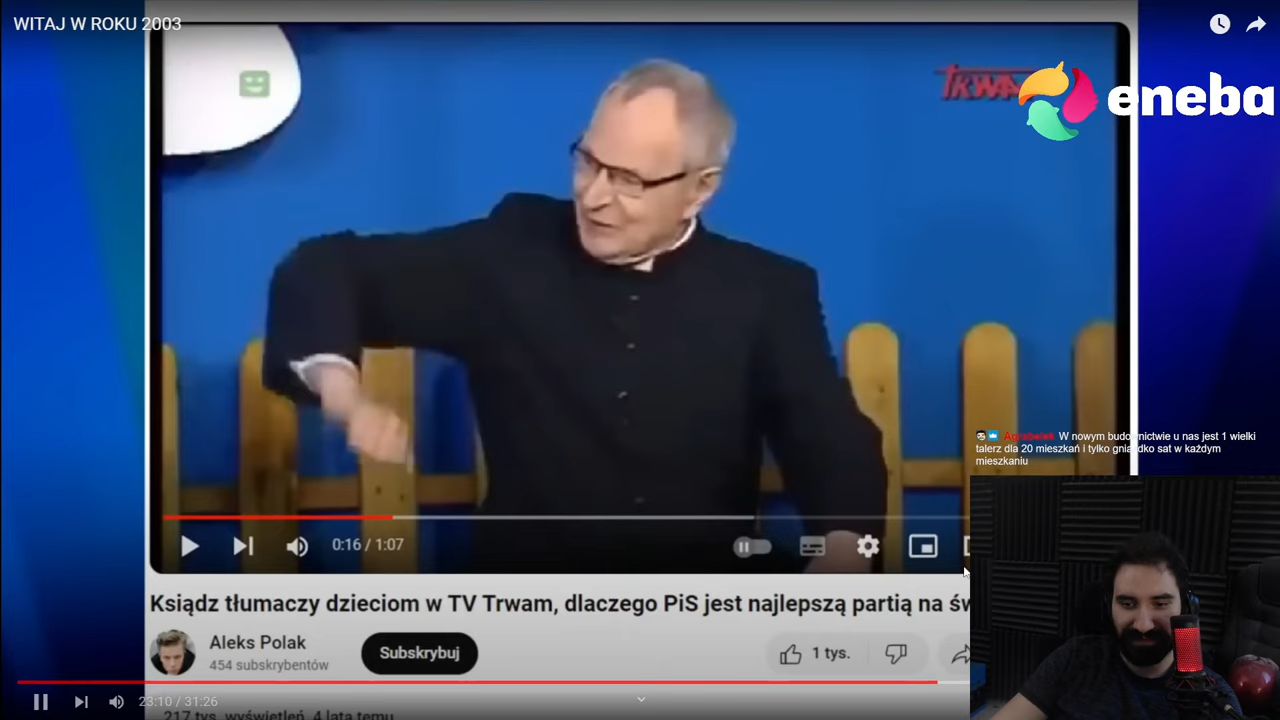 WITAJ W ROKU 2003
TRWAM
eneba
W nowym budownictwie u nas jest 1 wielki
talerz dla 20 mieszkań i tylko gniazdko sat w każdym
mieszkaniu
0:16 / 1:07
Ksiądz tłumaczy dzieciom w TV Trwam, dlaczego PiS jest najlepszą partią na św
Aleks Polak
454 subskrybentów
Subskrybuj
1 tys.
23:10 / 31:26
217 tys. wyświetleń 4 lata temu